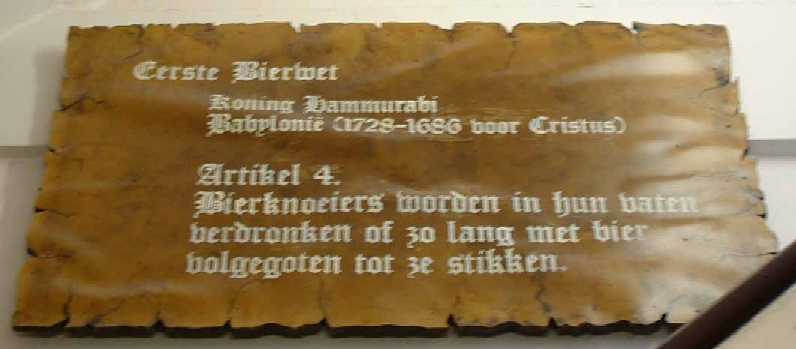 Eerste Bierwet
Koning Hammurabi
Babylonië (1728-1686 voor Cristus)
Artikel 4.
Bierknoeiers worden in hun vaten
verdronken of zo lang met bier
volgegoten tot ze stikken.